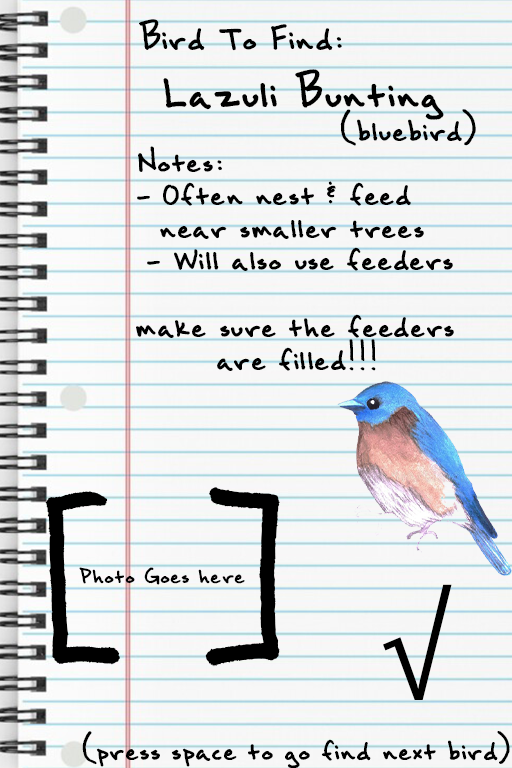 Bird To Find:
Lazuli Bunting
(bluebird)
Notes:
- Often nest & feed
near smaller trees
- Will also use feeders
make sure the feeders
are filled!!!
Photo Goes here
√
(press space to go find next bird)